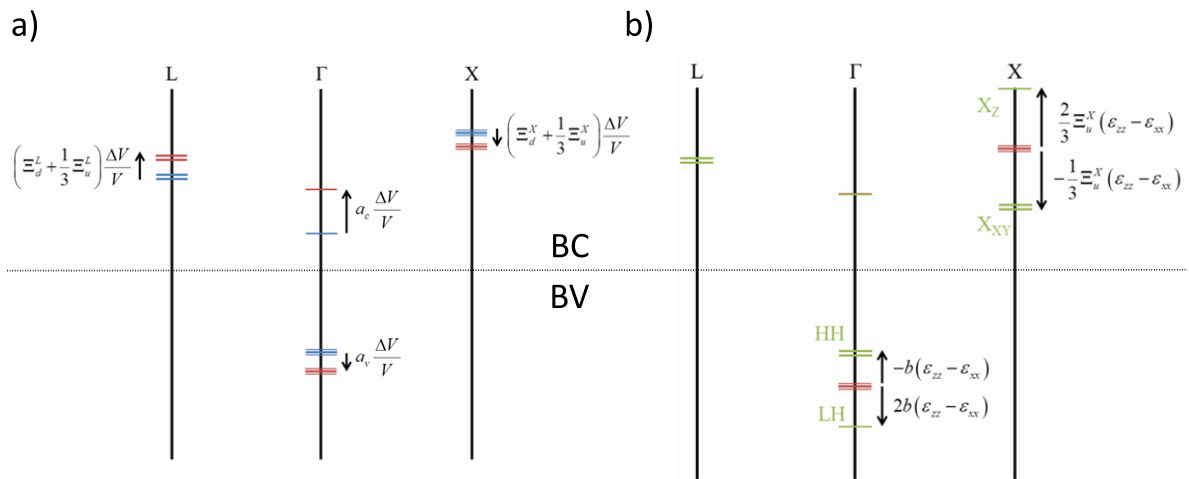 a)
b)
L
Γ
X
(Ξ_d^L + 1/3 Ξ_u^L) ΔV/V
a_c ΔV/V
a_v ΔV/V
(Ξ_d^X + 1/3 Ξ_u^X) ΔV/V
BC
BV
L
Γ
X
X_Z
X_XY
2/3 Ξ_u^X (ε_zz − ε_xx)
−1/3 Ξ_u^X (ε_zz − ε_xx)
HH
LH
−b(ε_zz − ε_xx)
2b(ε_zz − ε_xx)